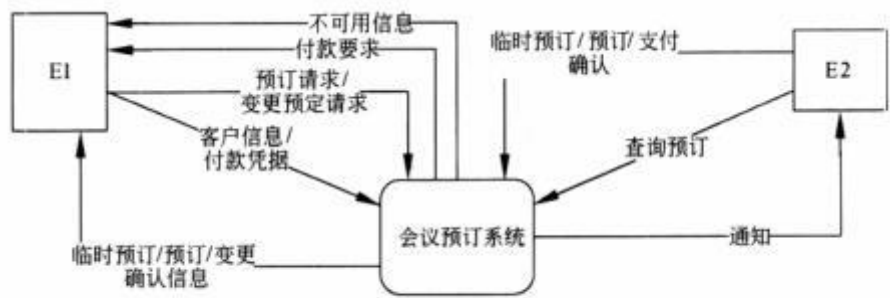 不可用信息
付款要求
E1
预订请求/
变更预定请求
客户信息/
付款凭据
临时预订/预订/支付
确认
E2
查询预订
会议预订系统
通知
临时预订/预订/变更
确认信息